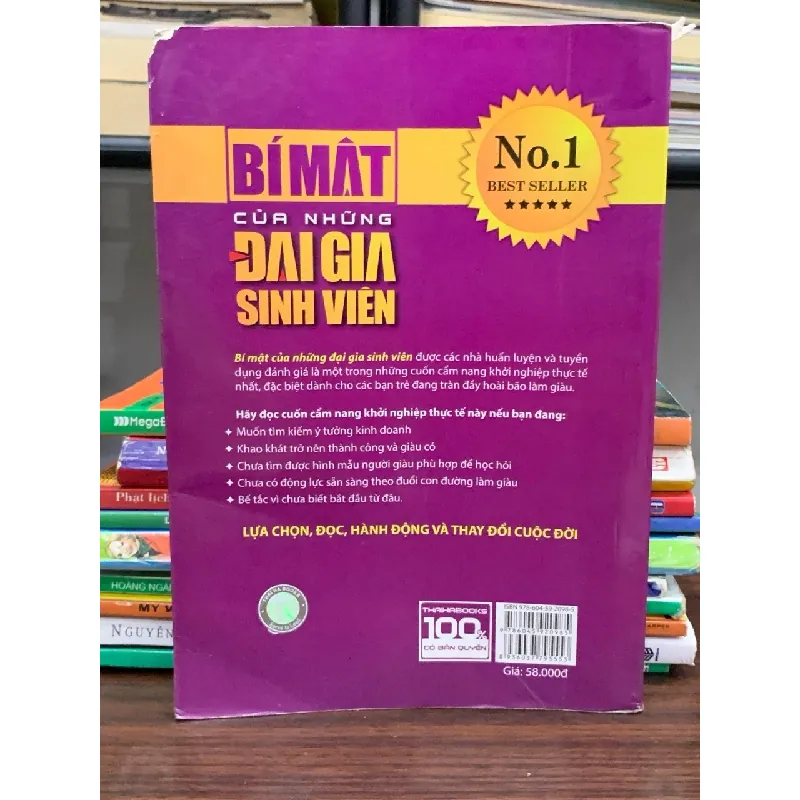 BÍ MẬT
CỦA NHỮNG
ĐẠI GIA
SINH VIÊN
No.1
BEST SELLER
Bí mật của những đại gia sinh viên được các nhà huấn luyện và tuyển
dụng đánh giá là một trong những cuốn cẩm nang khởi nghiệp thực tế
nhất, đặc biệt dành cho các bạn trẻ đang tràn đầy hoài bão làm giàu.
Hãy đọc cuốn cẩm nang khởi nghiệp thực tế này nếu bạn đang:
Muốn tìm kiếm ý tưởng kinh doanh
Khao khát trở nên thành công và giàu có
Chưa tìm được hình mẫu người giàu phù hợp để học hỏi
Chưa có động lực sẵn sàng theo đuổi con đường làm giàu
Bế tắc vì chưa biết bắt đầu từ đâu.
LỰA CHỌN, ĐỌC, HÀNH ĐỘNG VÀ THAY ĐỔI CUỘC ĐỜI
THAIHABOOKS
100%
CÓ BẢN QUYỀN
Giá: 58.000đ
Phật lịch
HOÀNG NGÂN
MY
NGUYÊN